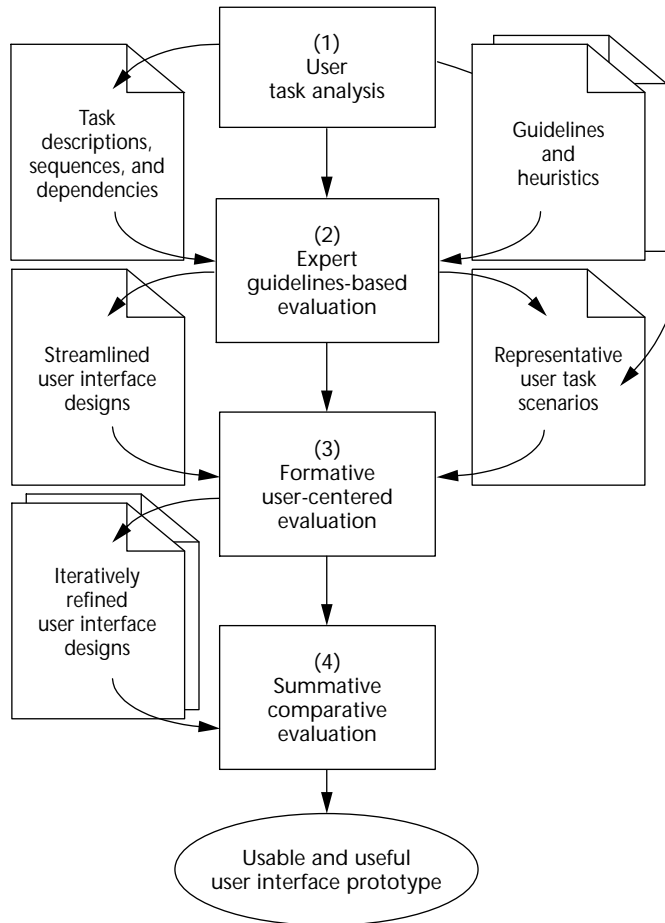 (1)
User
task analysis
Task
descriptions,
sequences, and
dependencies
Guidelines
and
heuristics
(2)
Expert
guidelines-based
evaluation
Streamlined
user interface
designs
Representative
user task
scenarios
(3)
Formative
user-centered
evaluation
Iteratively
refined
user interface
designs
(4)
Summative
comparative
evaluation
Usable and useful
user interface prototype